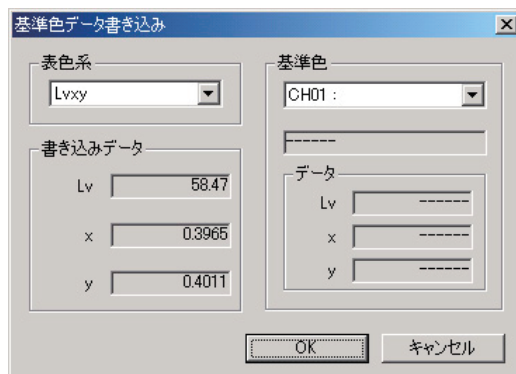 基準色データ書き込み
表色系
Lvxy
書き込みデータ
Lv 58.47
x 0.3965
y 0.4011
基準色
CH01 :
------
データ
Lv ------
x ------
y ------
OK
キャンセル